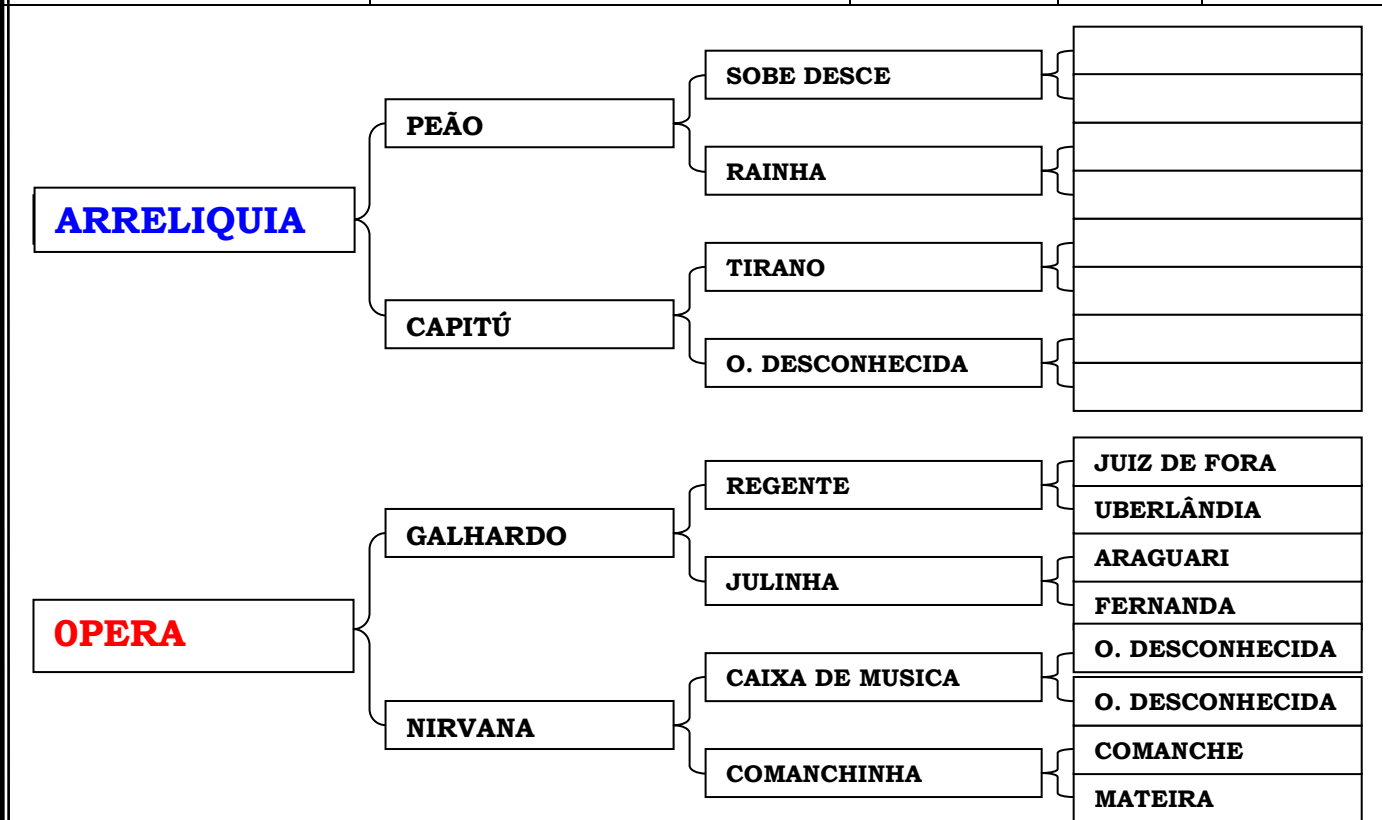 SOBE DESCE
PEÃO
RAINHA
ARRELIQUIA
TIRANO
CAPITÚ
O. DESCONHECIDA
JUIZ DE FORA
REGENTE
UBERLÂNDIA
GALHARDO
ARAGUARI
JULINHA
FERNANDA
0PERA
O. DESCONHECIDA
CAIXA DE MUSICA
O. DESCONHECIDA
NIRVANA
COMANCHE
COMANCHINHA
MATEIRA